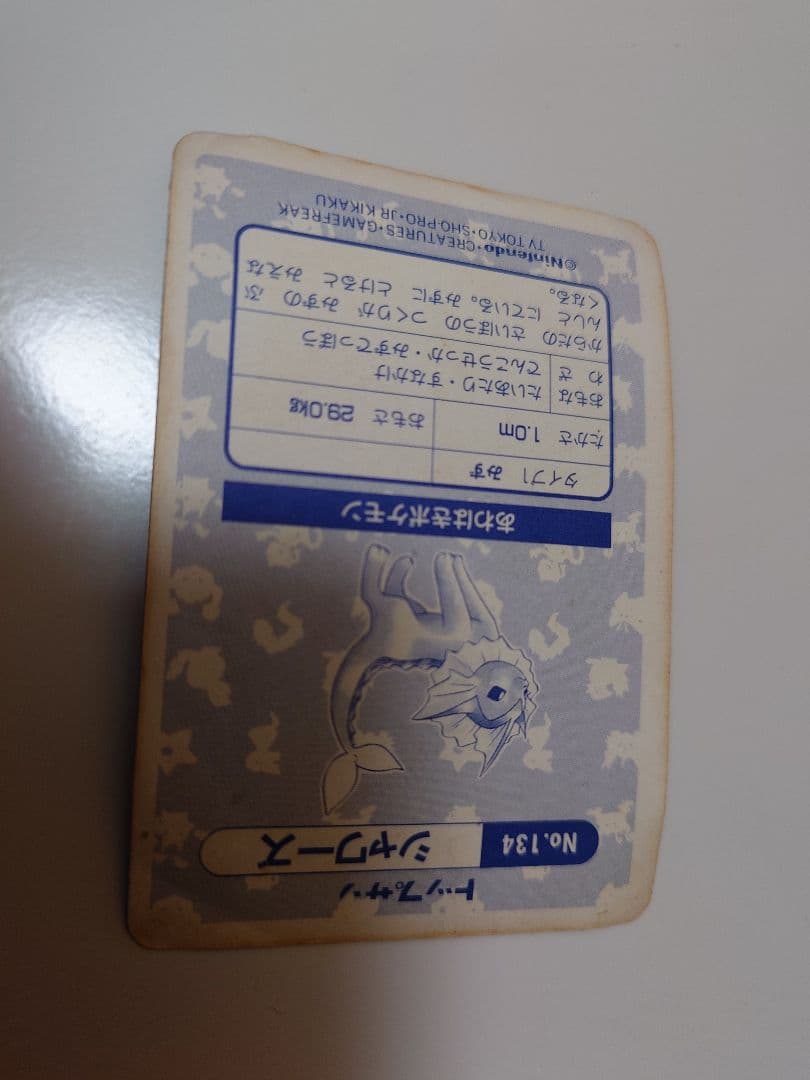 トップサン
No.134 シャワーズ
あわはきポケモン
タイプ1 みず
たかさ 1.0m おもさ 29.0kg
おもな たいあたり・すなかけ
わ ざ でんこうせっか・みずでっぽう
からだの さいぼうの つくりが みずの ぶ
んしと にている。みずに とけると みえな
くなる。
©Nintendo・CREATURES・GAMEFREAK
TV TOKYO・SHO-PRO・JR KIKAKU